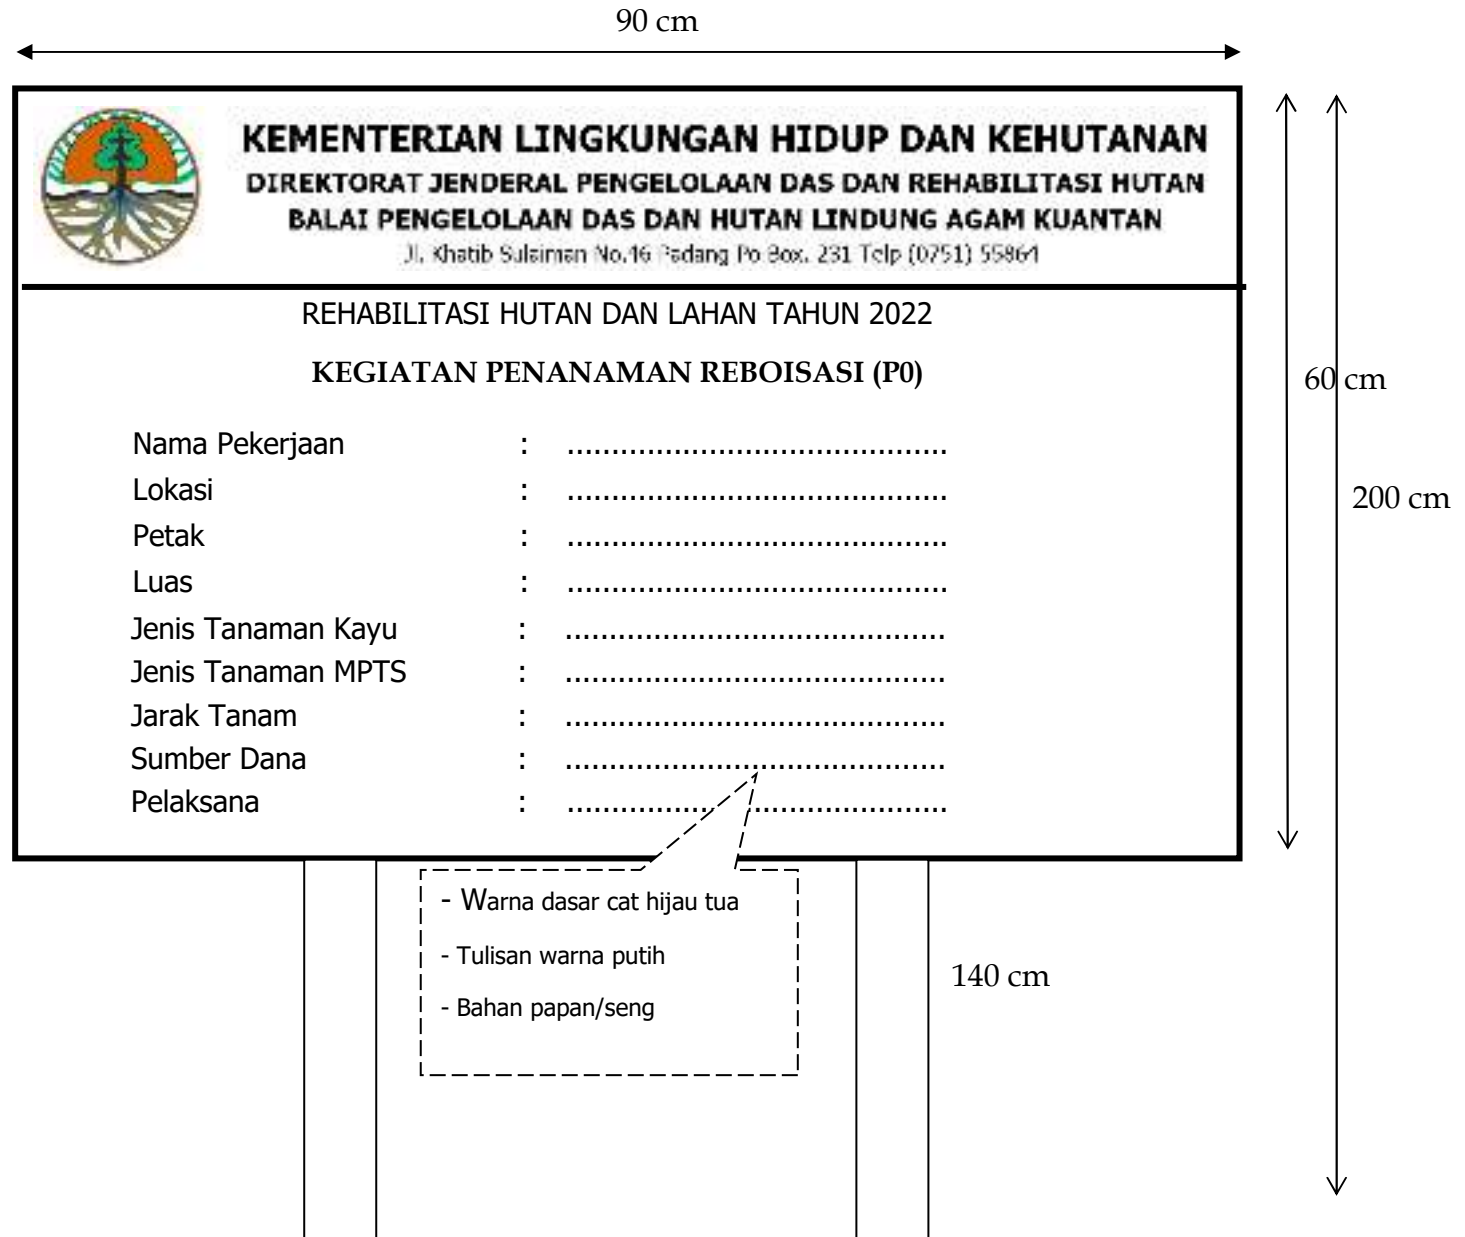 90 cm
KEMENTERIAN LINGKUNGAN HIDUP DAN KEHUTANAN
DIREKTORAT JENDERAL PENGELOLAAN DAS DAN REHABILITASI HUTAN
BALAI PENGELOLAAN DAS DAN HUTAN LINDUNG AGAM KUANTAN
Jl. Khatib Sulaiman No.46 Padang Po Box. 231 Telp (0751) 55864
REHABILITASI HUTAN DAN LAHAN TAHUN 2022
KEGIATAN PENANAMAN REBOISASI (P0)
60 cm
Nama Pekerjaan : ...........................................
Lokasi : ...........................................
200 cm
Petak : ...........................................
Luas : ...........................................
Jenis Tanaman Kayu : ...........................................
Jenis Tanaman MPTS : ...........................................
Jarak Tanam : ...........................................
Sumber Dana : ...........................................
Pelaksana : ...........................................
- Warna dasar cat hijau tua
- Tulisan warna putih
- Bahan papan/seng
140 cm